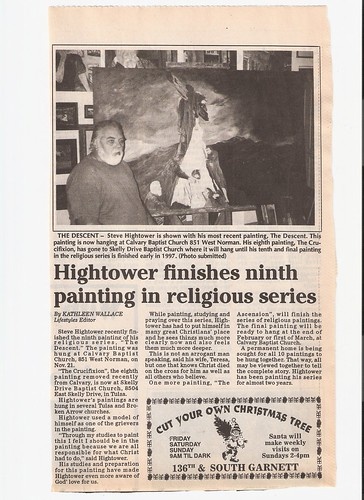 THE DESCENT – Steve Hightower is shown with his most recent painting, The Descent. This
painting is now hanging at Calvary Baptist Church 851 West Norman. His eighth painting, The Cru-
cifixion, has gone to Skelly Drive Baptist Church where it will hang until his tenth and final painting
in the religious series is finished early in 1997. (Photo submitted)
Hightower finishes ninth
painting in religious series
By KATHLEEN WALLACE
Lifestyles Editor
Steve Hightower recently fin-
ished the ninth painting of his
religious series, "The
Descent." The painting was
hung at Calvary Baptist
Church, 851 West Norman, on
Nov. 21.
"The Crucifixion", the eighth
painting removed recently
from Calvary, is now at Skelly
Drive Baptist Church, 8504
East Skelly Drive, in Tulsa.
Hightower's paintings are
hung in several Tulsa and Bro-
ken Arrow churches.
Hightower used a model of
himself as one of the grievers
in the painting.
"Through my studies to paint
this I felt I should be in the
painting because we are all
responsible for what Christ
had to do," said Hightower.
His studies and preparation
for this painting have made
Hightower even more aware of
God' love for us.
While painting, studying and
praying over this series, High-
tower has had to put himself in
many great Christians' place
and he sees things much more
clearly now and also feels
them much more deeply.
This is not an arrogant man
speaking, said his wife, Teresa,
but one that knows Christ died
on the cross for him as well as
all others who believe.
One more painting, "The
Ascension", will finish the
series of religious paintings.
The final painting will be
ready to hang at the end of
February or first of March, at
Calvary Baptist Church.
A permanent home is being
sought for all 10 paintings to
be hung together. That way, all
may be viewed together to tell
the complete story. Hightower
has been painting his series
for almost two years.
CUT YOUR OWN CHRISTMAS TREE
FRIDAY
SATURDAY
SUNDAY
9AM TIL DARK
Santa will
make weekly
visits on
Sundays 2-4pm
136TH & SOUTH GARNETT